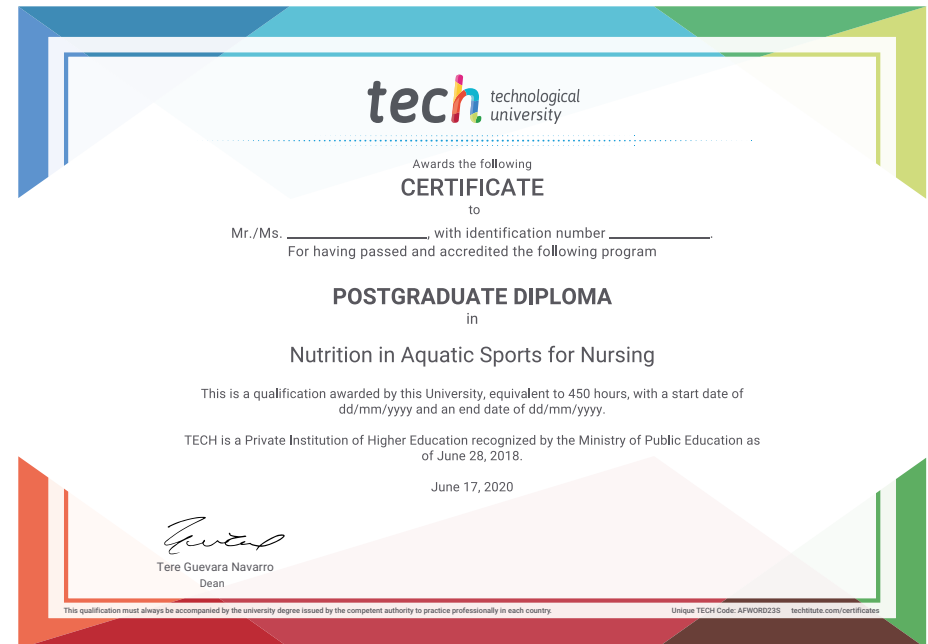 tech technological
university
Awards the following
CERTIFICATE
to
Mr./Ms. ____________________, with identification number ______________.
For having passed and accredited the following program
POSTGRADUATE DIPLOMA
in
Nutrition in Aquatic Sports for Nursing
This is a qualification awarded by this University, equivalent to 450 hours, with a start date of
dd/mm/yyyy and an end date of dd/mm/yyyy.
TECH is a Private Institution of Higher Education recognized by the Ministry of Public Education as
of June 28, 2018.
June 17, 2020
Tere Guevara Navarro
Dean
This qualification must always be accompanied by the university degree issued by the competent authority to practice professionally in each country. Unique TECH Code: AFWORD23S techtitute.com/certificates